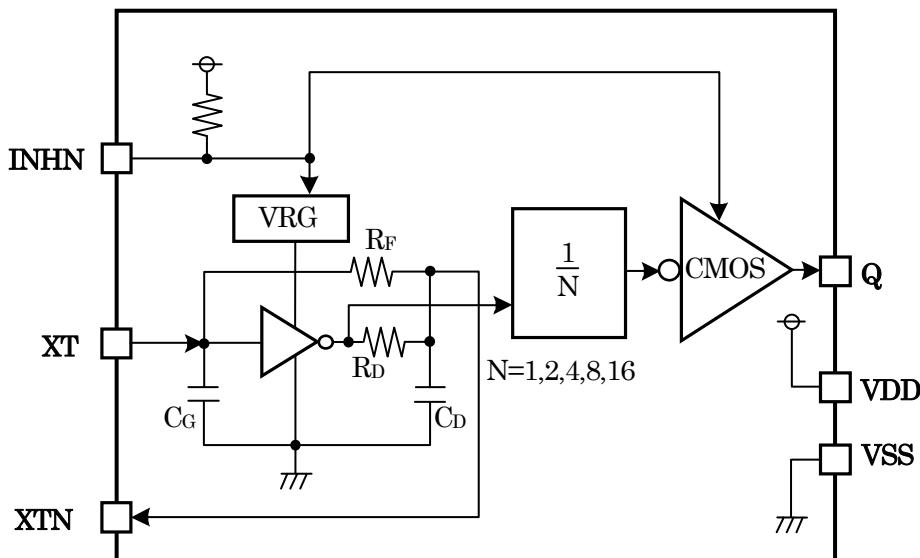 INHN
VRG
RF
1
N
CMOS
Q
XT
RD
N=1,2,4,8,16
CG
CD
VDD
VSS
XTN